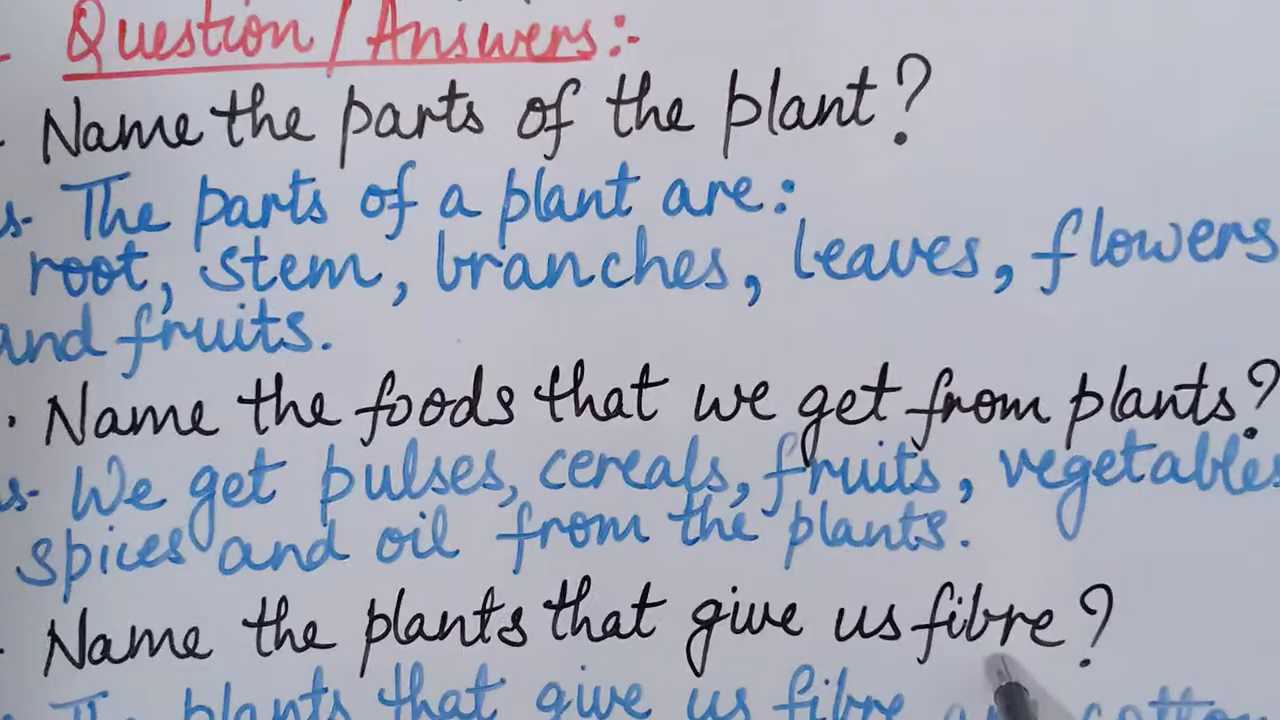 Question/Answers:-
Name the parts of the plant?
s- The parts of a plant are:
root, stem, branches, leaves, flowers
and fruits.
. Name the foods that we get from plants?
s- We get pulses, cereals, fruits, vegetables
spices and oil from the plants.
. Name the plants that give us fibre?
plants that give us fibre